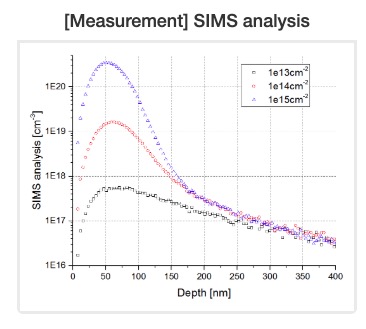 [Measurement] SIMS analysis
1E20
1E19
1E18
1E17
1E16
SIMS analysis [cm-3]
1e13cm-2
1e14cm-2
1e15cm-2
0 50 100 150 200 250 300 350 400
Depth [nm]